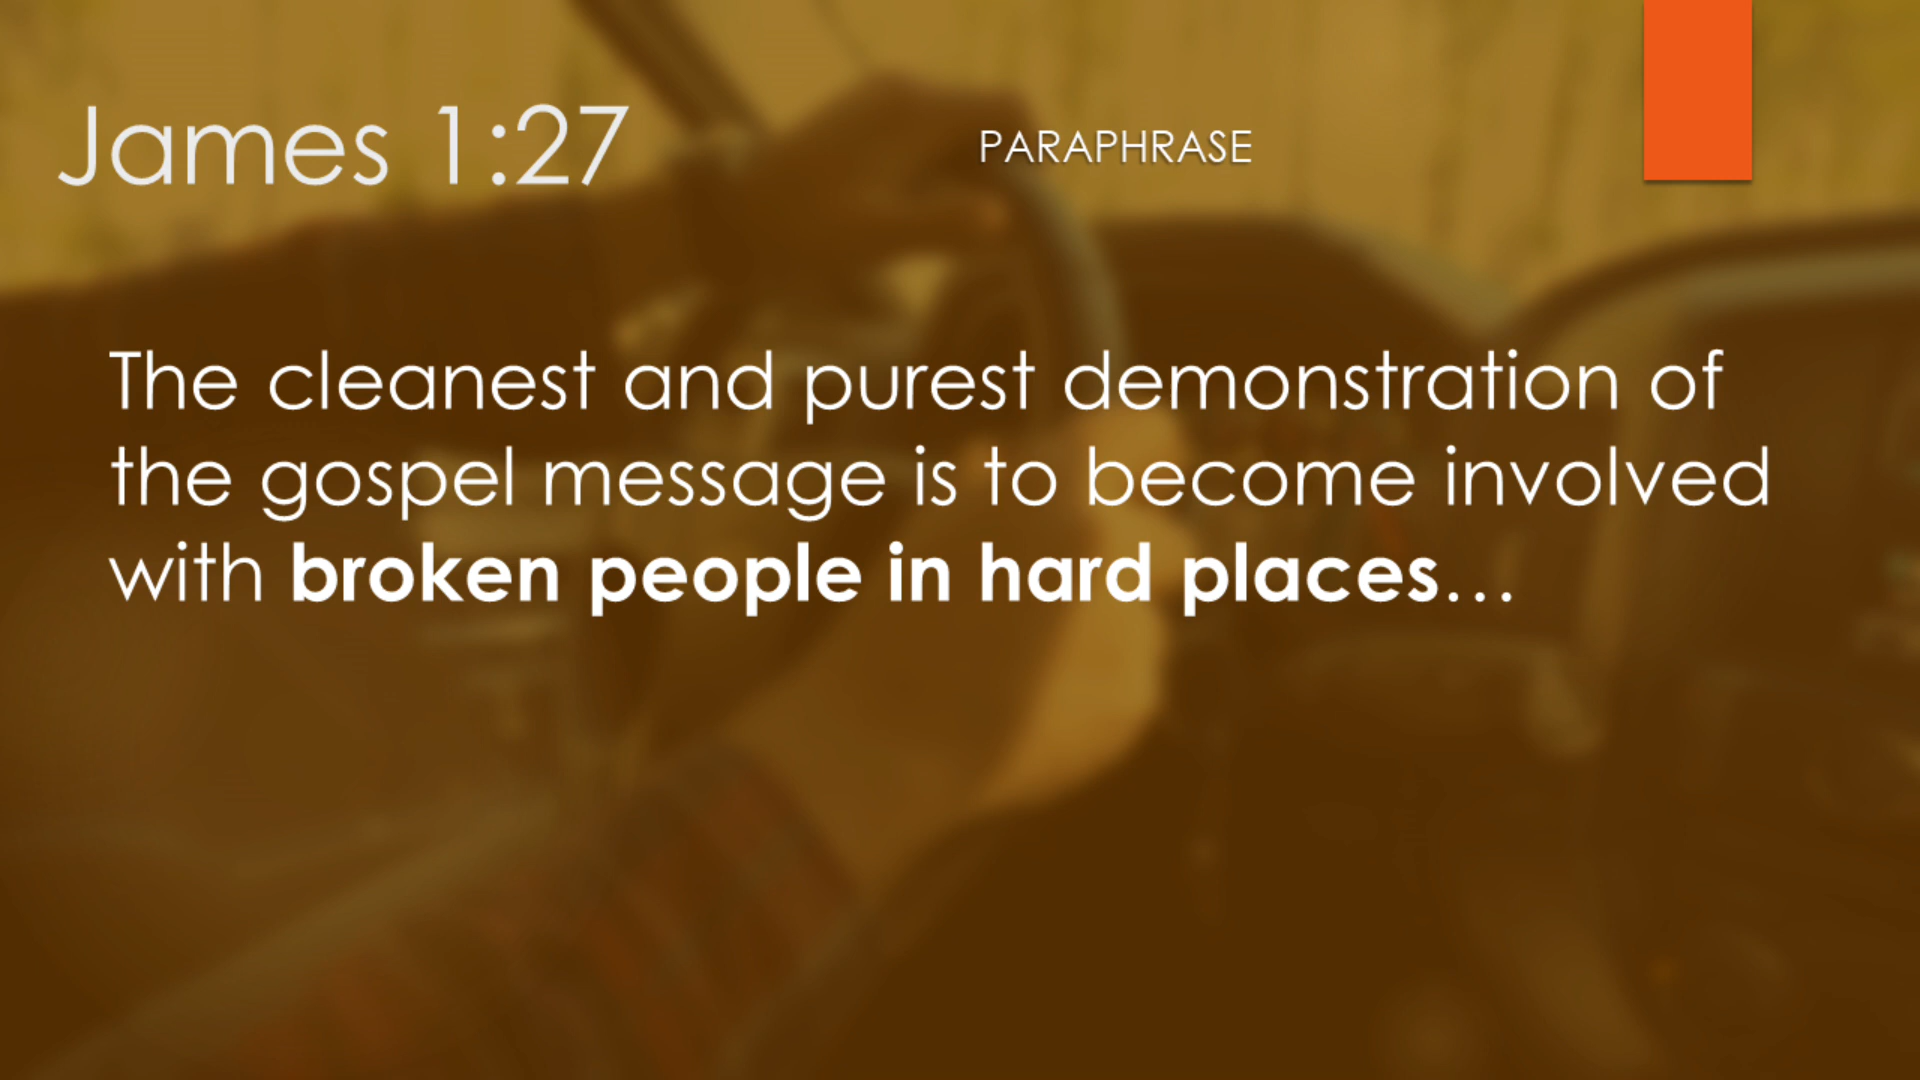 James 1:27
PARAPHRASE
The cleanest and purest demonstration of
the gospel message is to become involved
with broken people in hard places…